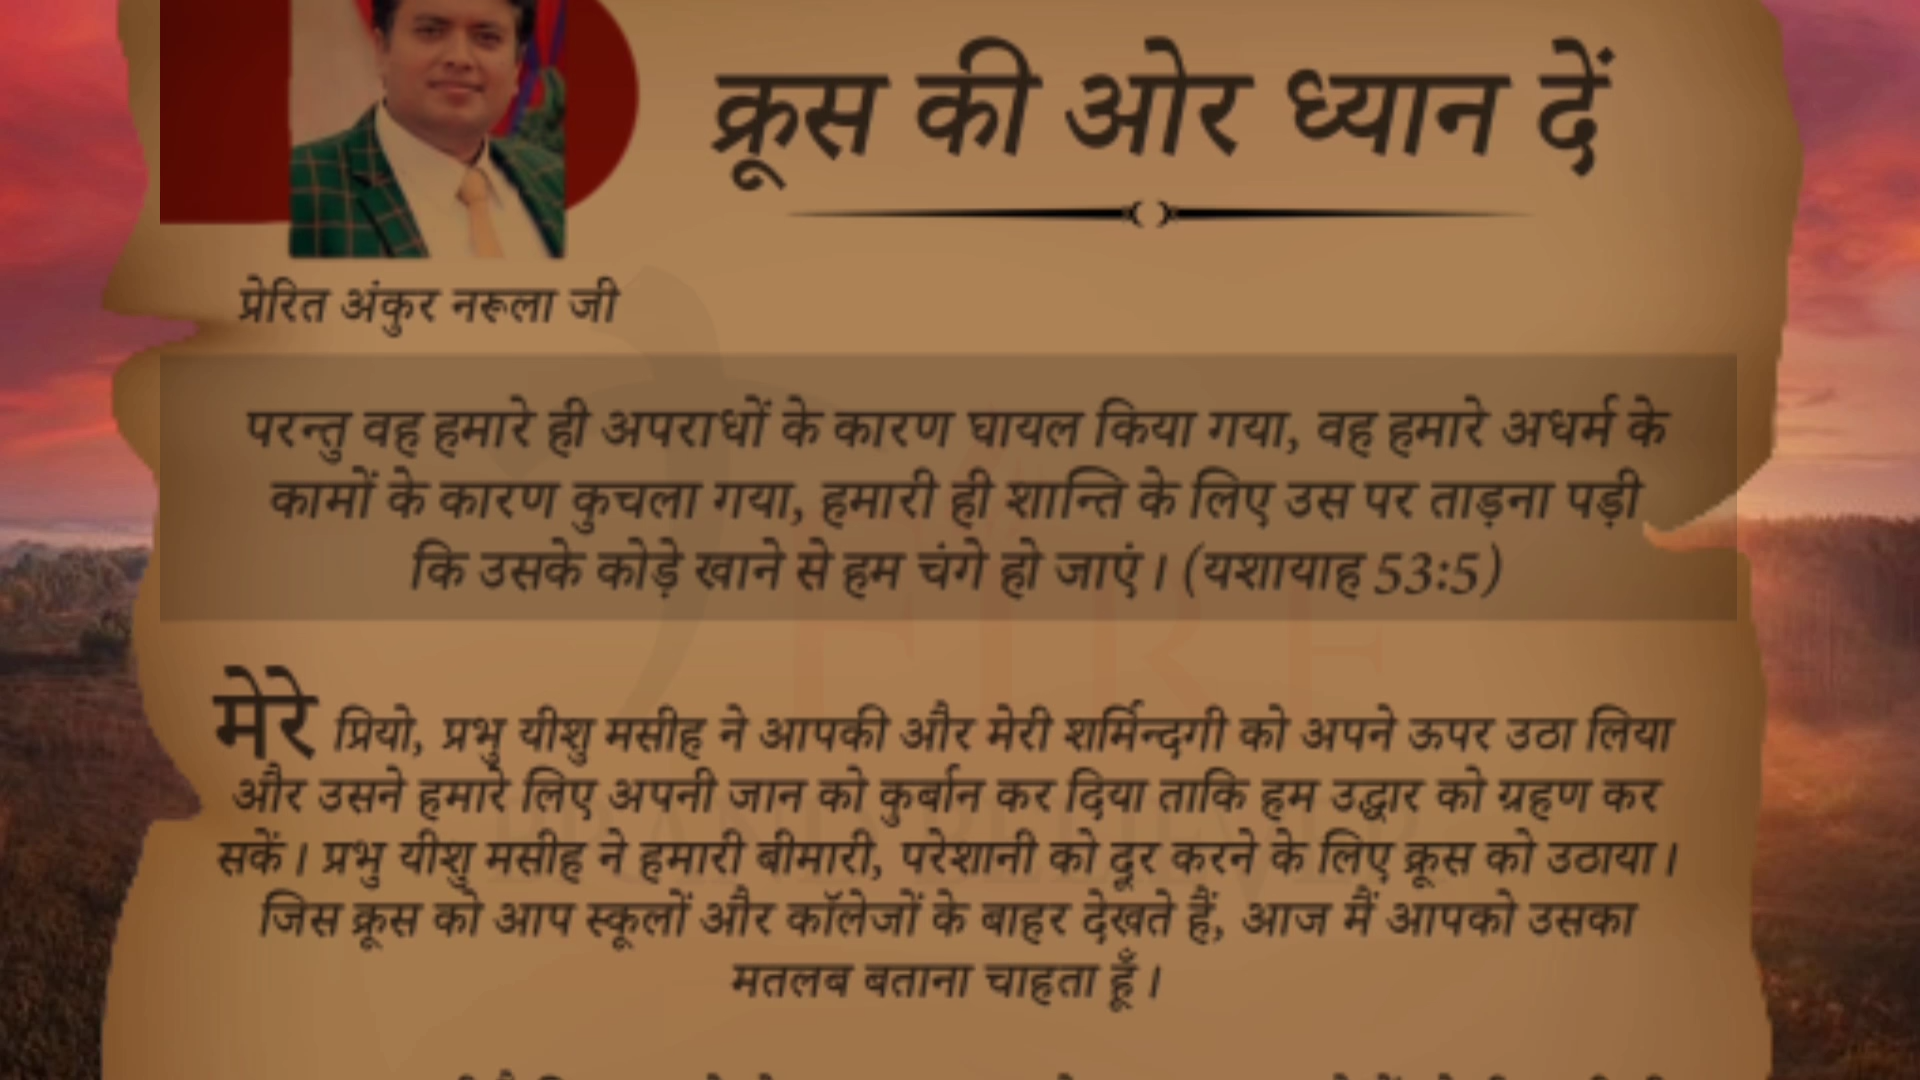 क्रूस की ओर ध्यान दें
प्रेरित अंकुर नरूला जी
परन्तु वह हमारे ही अपराधों के कारण घायल किया गया, वह हमारे अधर्म के
कामों के कारण कुचला गया, हमारी ही शान्ति के लिए उस पर ताड़ना पड़ी
कि उसके कोड़े खाने से हम चंगे हो जाएं। (यशायाह 53:5)
मेरे प्रियो, प्रभु यीशु मसीह ने आपकी और मेरी शर्मिन्दगी को अपने ऊपर उठा लिया
और उसने हमारे लिए अपनी जान को कुर्बान कर दिया ताकि हम उद्धार को ग्रहण कर
सकें। प्रभु यीशु मसीह ने हमारी बीमारी, परेशानी को दूर करने के लिए क्रूस को उठाया।
जिस क्रूस को आप स्कूलों और कॉलेजों के बाहर देखते हैं, आज मैं आपको उसका
मतलब बताना चाहता हूँ।
FIRE